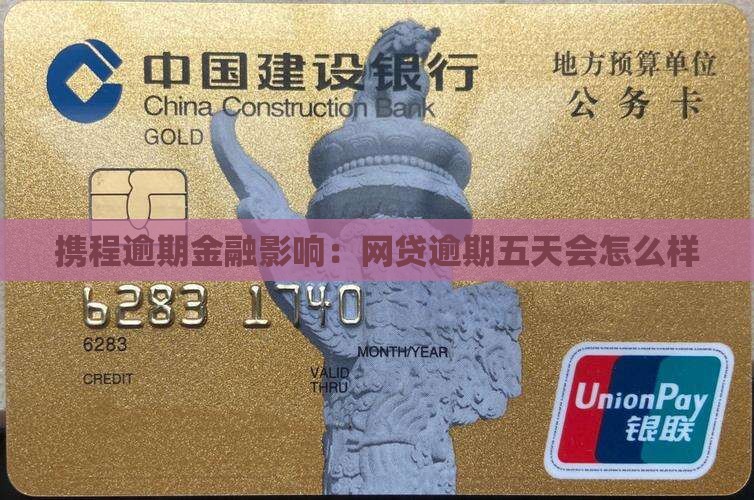 中国建设银行
China Construction Bank
GOLD
地方预算单位
公务卡
携程逾期金融影响：网贷逾期五天会怎么样
6283 1740
6283
MONTH/YEAR
CREDIT
VALID
THRU
UnionPay
银联